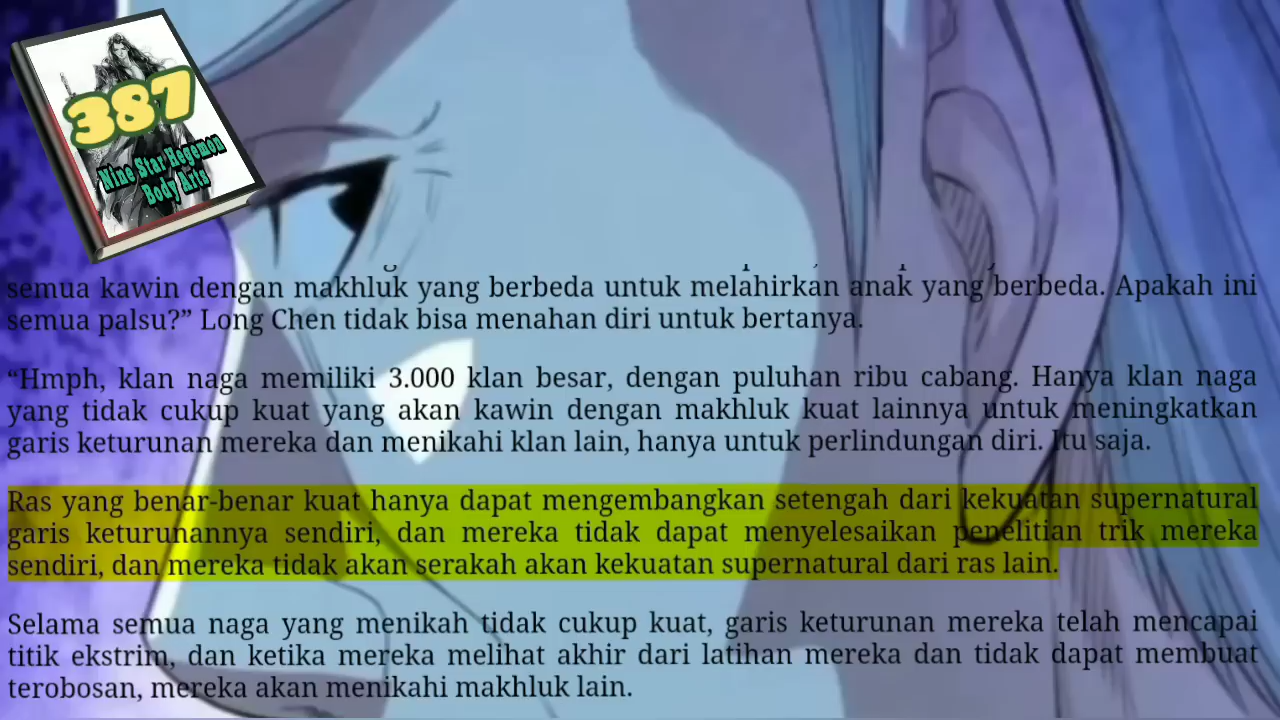 387
Nine Star Hegemon
Body Arts
semua kawin dengan makhluk yang berbeda untuk melahirkan anak yang berbeda. Apakah ini
semua palsu?” Long Chen tidak bisa menahan diri untuk bertanya.
“Hmph, klan naga memiliki 3.000 klan besar, dengan puluhan ribu cabang. Hanya klan naga
yang tidak cukup kuat yang akan kawin dengan makhluk kuat lainnya untuk meningkatkan
garis keturunan mereka dan menikahi klan lain, hanya untuk perlindungan diri. Itu saja.
Ras yang benar-benar kuat hanya dapat mengembangkan setengah dari kekuatan supernatural
garis keturunannya sendiri, dan mereka tidak dapat menyelesaikan penelitian trik mereka
sendiri, dan mereka tidak akan serakah akan kekuatan supernatural dari ras lain.
Selama semua naga yang menikah tidak cukup kuat, garis keturunan mereka telah mencapai
titik ekstrim, dan ketika mereka melihat akhir dari latihan mereka dan tidak dapat membuat
terobosan, mereka akan menikahi makhluk lain.